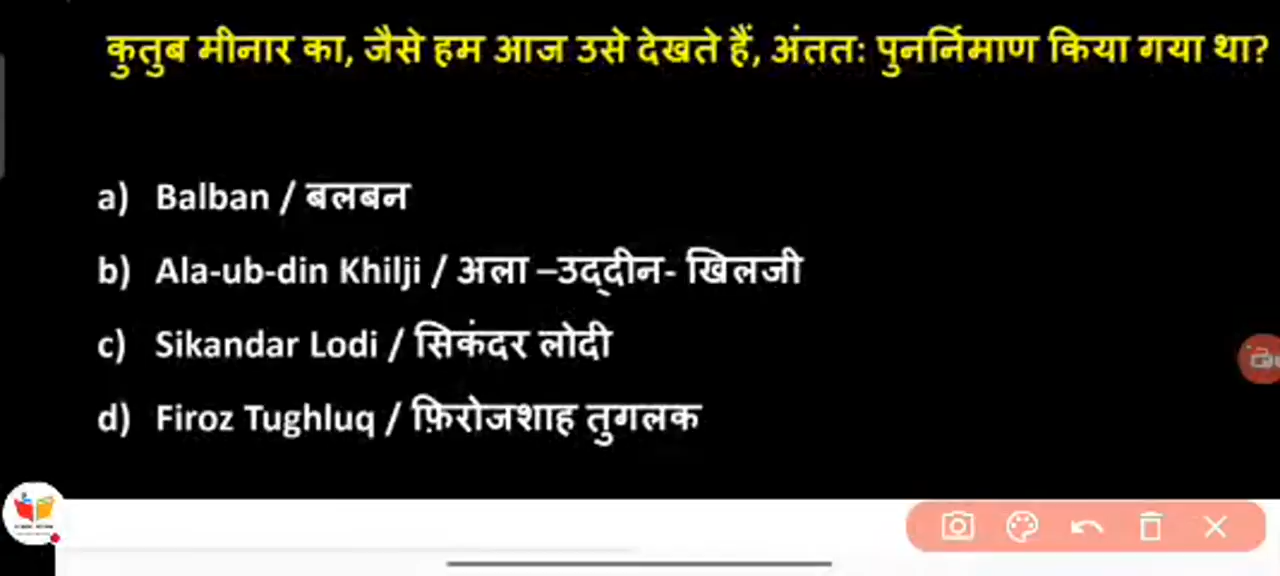 कुतुब मीनार का, जैसे हम आज उसे देखते हैं, अंतत: पुनर्निमाण किया गया था?
a) Balban / बलबन
b) Ala-ub-din Khilji / अला –उद्दीन- खिलजी
c) Sikandar Lodi / सिकंदर लोदी
d) Firoz Tughluq / फ़िरोजशाह तुगलक